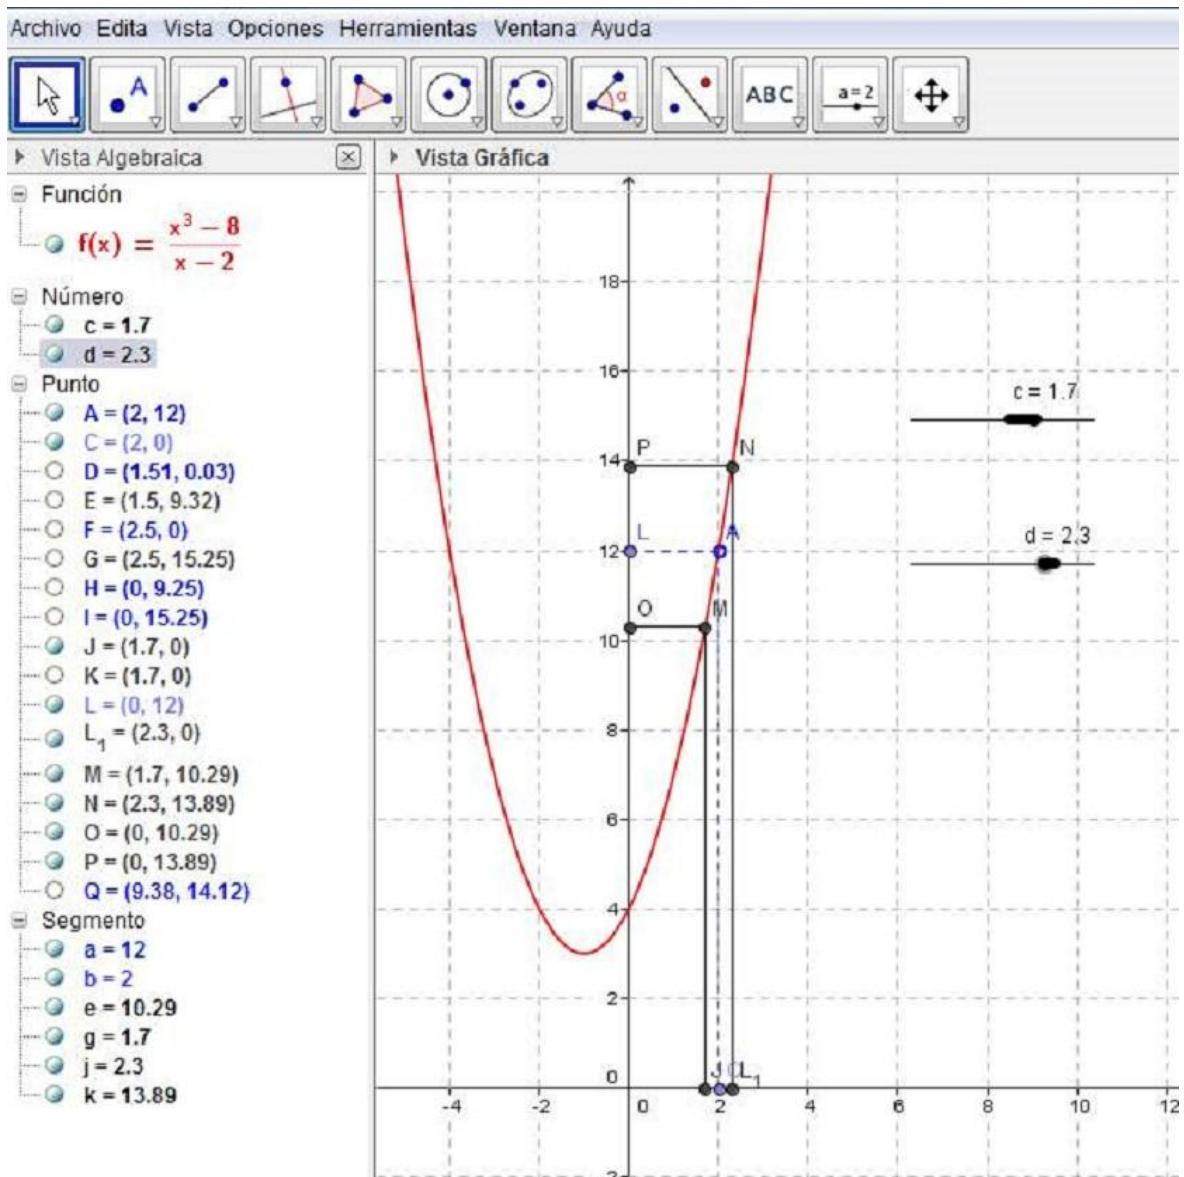 Archivo Edita Vista Opciones Herramientas Ventana Ayuda
A
α
ABC
a=2
Vista Algebraica
Vista Gráfica
Función
f(x) = (x³ − 8)/(x − 2)
Número
c = 1.7
d = 2.3
Punto
A = (2, 12)
C = (2, 0)
D = (1.51, 0.03)
E = (1.5, 9.32)
F = (2.5, 0)
G = (2.5, 15.25)
H = (0, 9.25)
I = (0, 15.25)
J = (1.7, 0)
K = (1.7, 0)
L = (0, 12)
L₁ = (2.3, 0)
M = (1.7, 10.29)
N = (2.3, 13.89)
O = (0, 10.29)
P = (0, 13.89)
Q = (9.38, 14.12)
Segmento
a = 12
b = 2
e = 10.29
g = 1.7
j = 2.3
k = 13.89
18
16
c = 1.7
P N
14
d = 2.3
L A
12
O M
10
8
6
4
2
0
J C L₁
-4 -2 0 2 4 6 8 10 12
-2